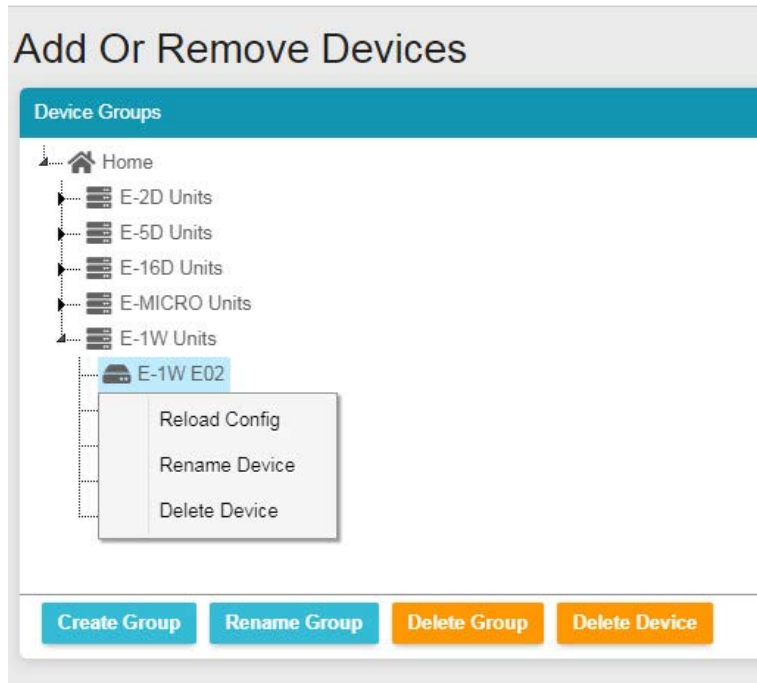 Add Or Remove Devices
Device Groups
Home
E-2D Units
E-5D Units
E-16D Units
E-MICRO Units
E-1W Units
E-1W E02
Reload Config
Rename Device
Delete Device
Create Group Rename Group Delete Group Delete Device